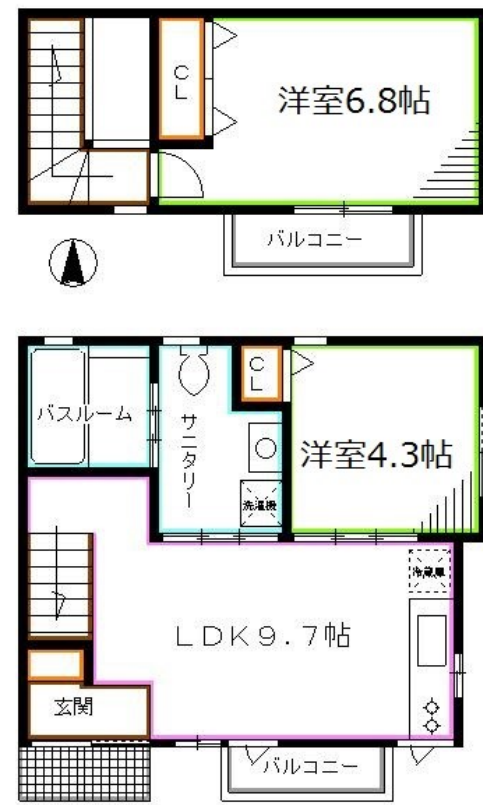 CL
洋室6.8帖
バルコニー
バスルーム
サニタリー
CL
洋室4.3帖
洗濯機
冷蔵庫
LDK9.7帖
玄関
バルコニー